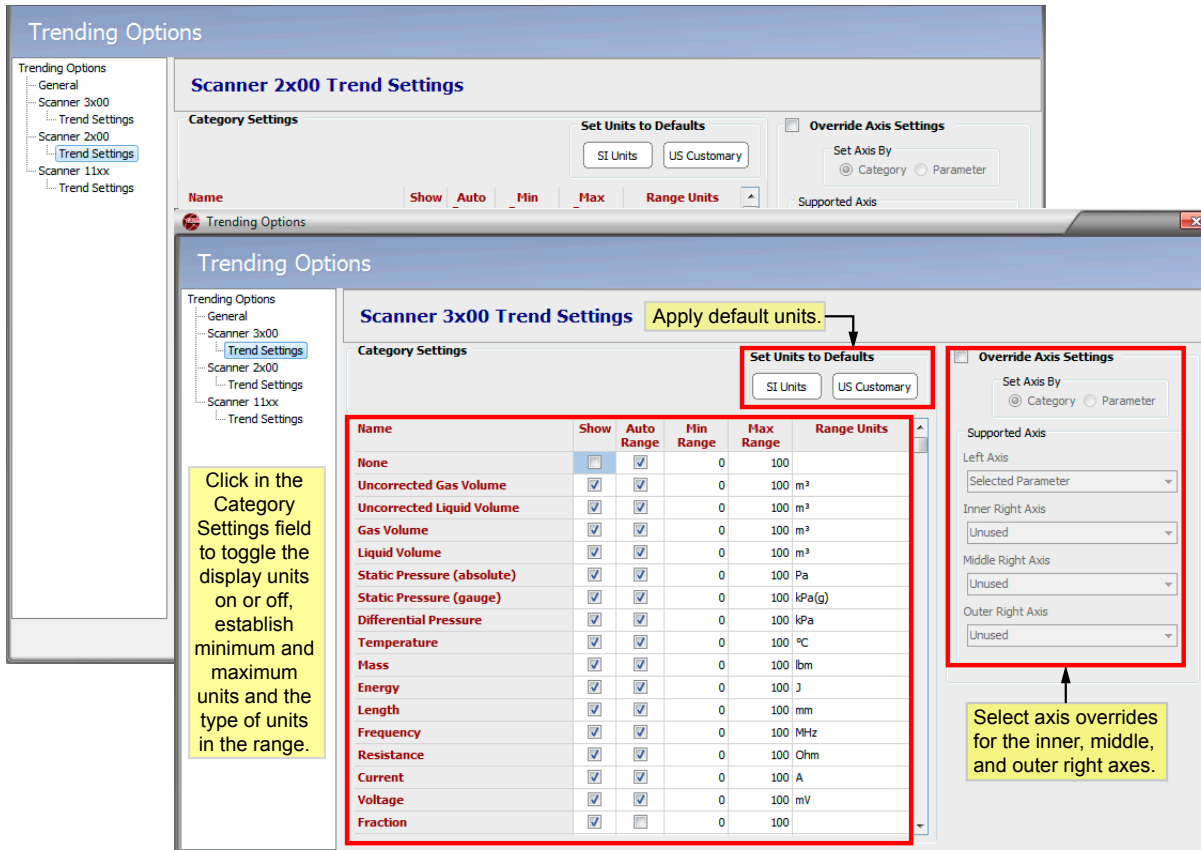 Trending Options
Trending Options
General
Scanner 3x00
Trend Settings
Scanner 2x00
Trend Settings
Scanner 11xx
Trend Settings
Scanner 2x00 Trend Settings
Category Settings
Set Units to Defaults
SI Units US Customary
Override Axis Settings
Set Axis By
Category Parameter
Supported Axis
Name Show Auto Min Max Range Units
Trending Options
Trending Options
Trending Options
General
Scanner 3x00
Trend Settings
Scanner 2x00
Trend Settings
Scanner 11xx
Trend Settings
Click in the
Category
Settings field
to toggle the
display units
on or off,
establish
minimum and
maximum
units and the
type of units
in the range.
Scanner 3x00 Trend Settings
Apply default units.
Category Settings
Set Units to Defaults
SI Units US Customary
Name Show Auto Range Min Range Max Range Range Units
None 0 100
Uncorrected Gas Volume 0 100 m³
Uncorrected Liquid Volume 0 100 m³
Gas Volume 0 100 m³
Liquid Volume 0 100 m³
Static Pressure (absolute) 0 100 Pa
Static Pressure (gauge) 0 100 kPa(g)
Differential Pressure 0 100 kPa
Temperature 0 100 ºC
Mass 0 100 lbm
Energy 0 100 J
Length 0 100 mm
Frequency 0 100 MHz
Resistance 0 100 Ohm
Current 0 100 A
Voltage 0 100 mV
Fraction 0 100
Override Axis Settings
Set Axis By
Category Parameter
Supported Axis
Left Axis
Selected Parameter
Inner Right Axis
Unused
Middle Right Axis
Unused
Outer Right Axis
Unused
Select axis overrides
for the inner, middle,
and outer right axes.